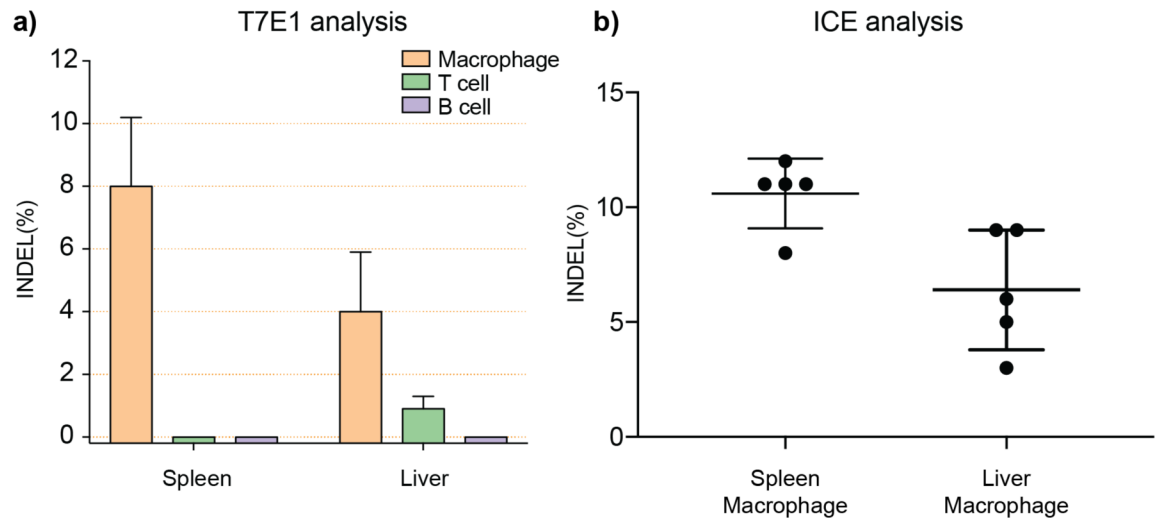 a)
T7E1 analysis
Macrophage
T cell
B cell
INDEL(%)
12
10
8
6
4
2
0
Spleen
Liver
b)
ICE analysis
INDEL(%)
15
10
5
0
Spleen
Macrophage
Liver
Macrophage